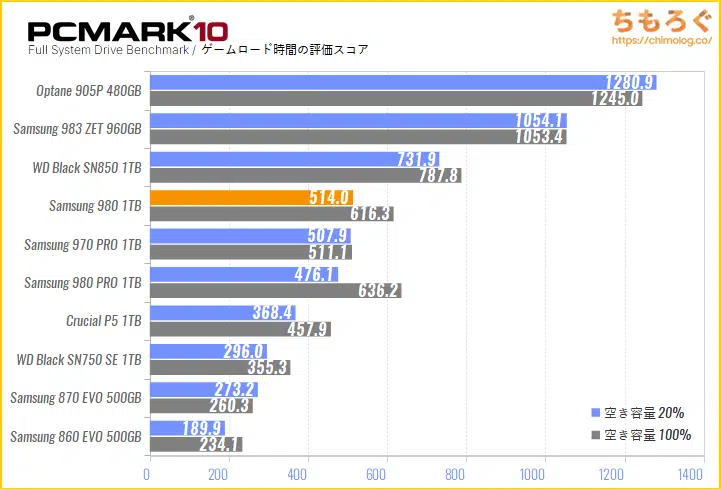 PCMARK®10
ちもろぐ
https://chimolog.co/
Full System Drive Benchmark / ゲームロード時間の評価スコア
Optane 905P 480GB
1280.9
1245.0
Samsung 983 ZET 960GB
1054.1
1053.4
WD Black SN850 1TB
731.9
787.8
Samsung 980 1TB
514.0
616.3
Samsung 970 PRO 1TB
507.9
511.1
Samsung 980 PRO 1TB
476.1
636.2
Crucial P5 1TB
368.4
457.9
WD Black SN750 SE 1TB
296.0
355.3
Samsung 870 EVO 500GB
273.2
260.3
Samsung 860 EVO 500GB
189.9
234.1
空き容量 20%
空き容量 100%
0 200 400 600 800 1000 1200 1400